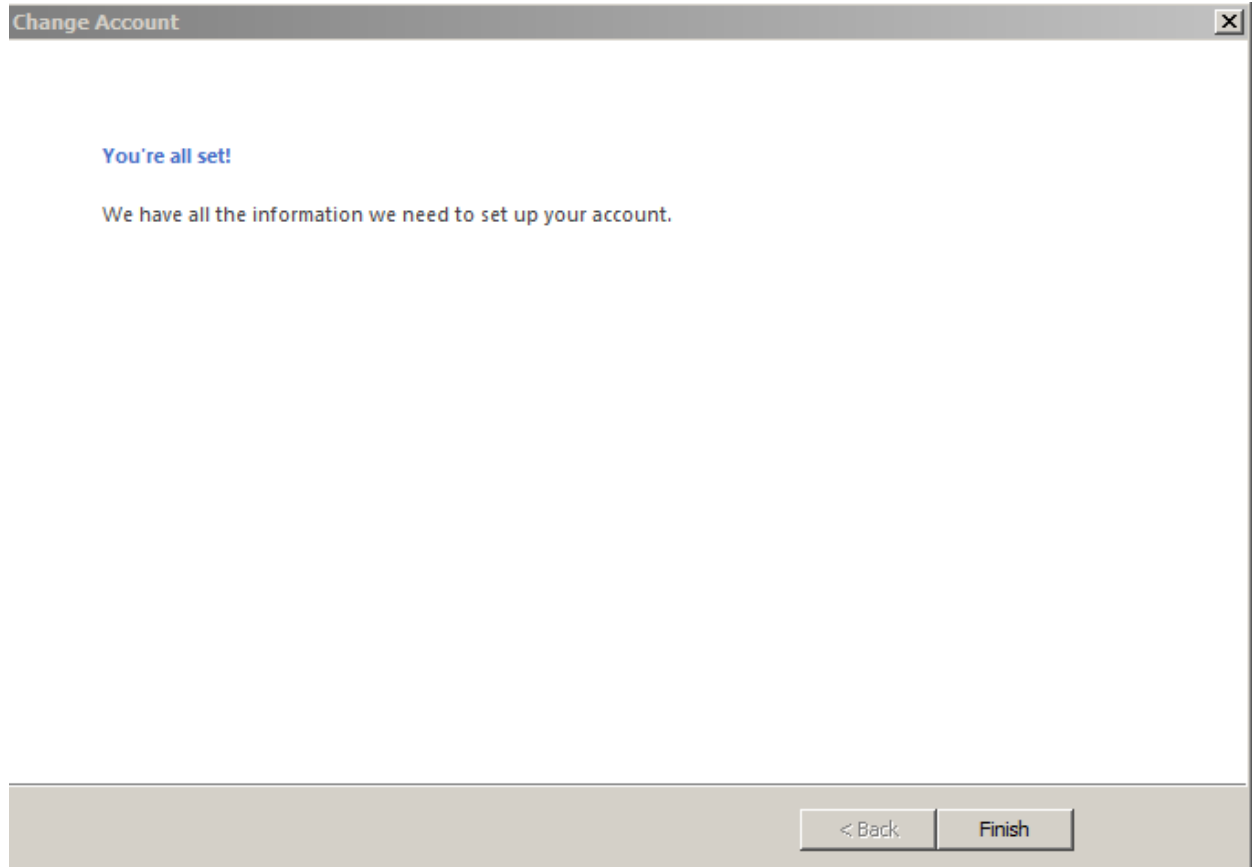 Change Account
You're all set!
We have all the information we need to set up your account.
< Back
Finish